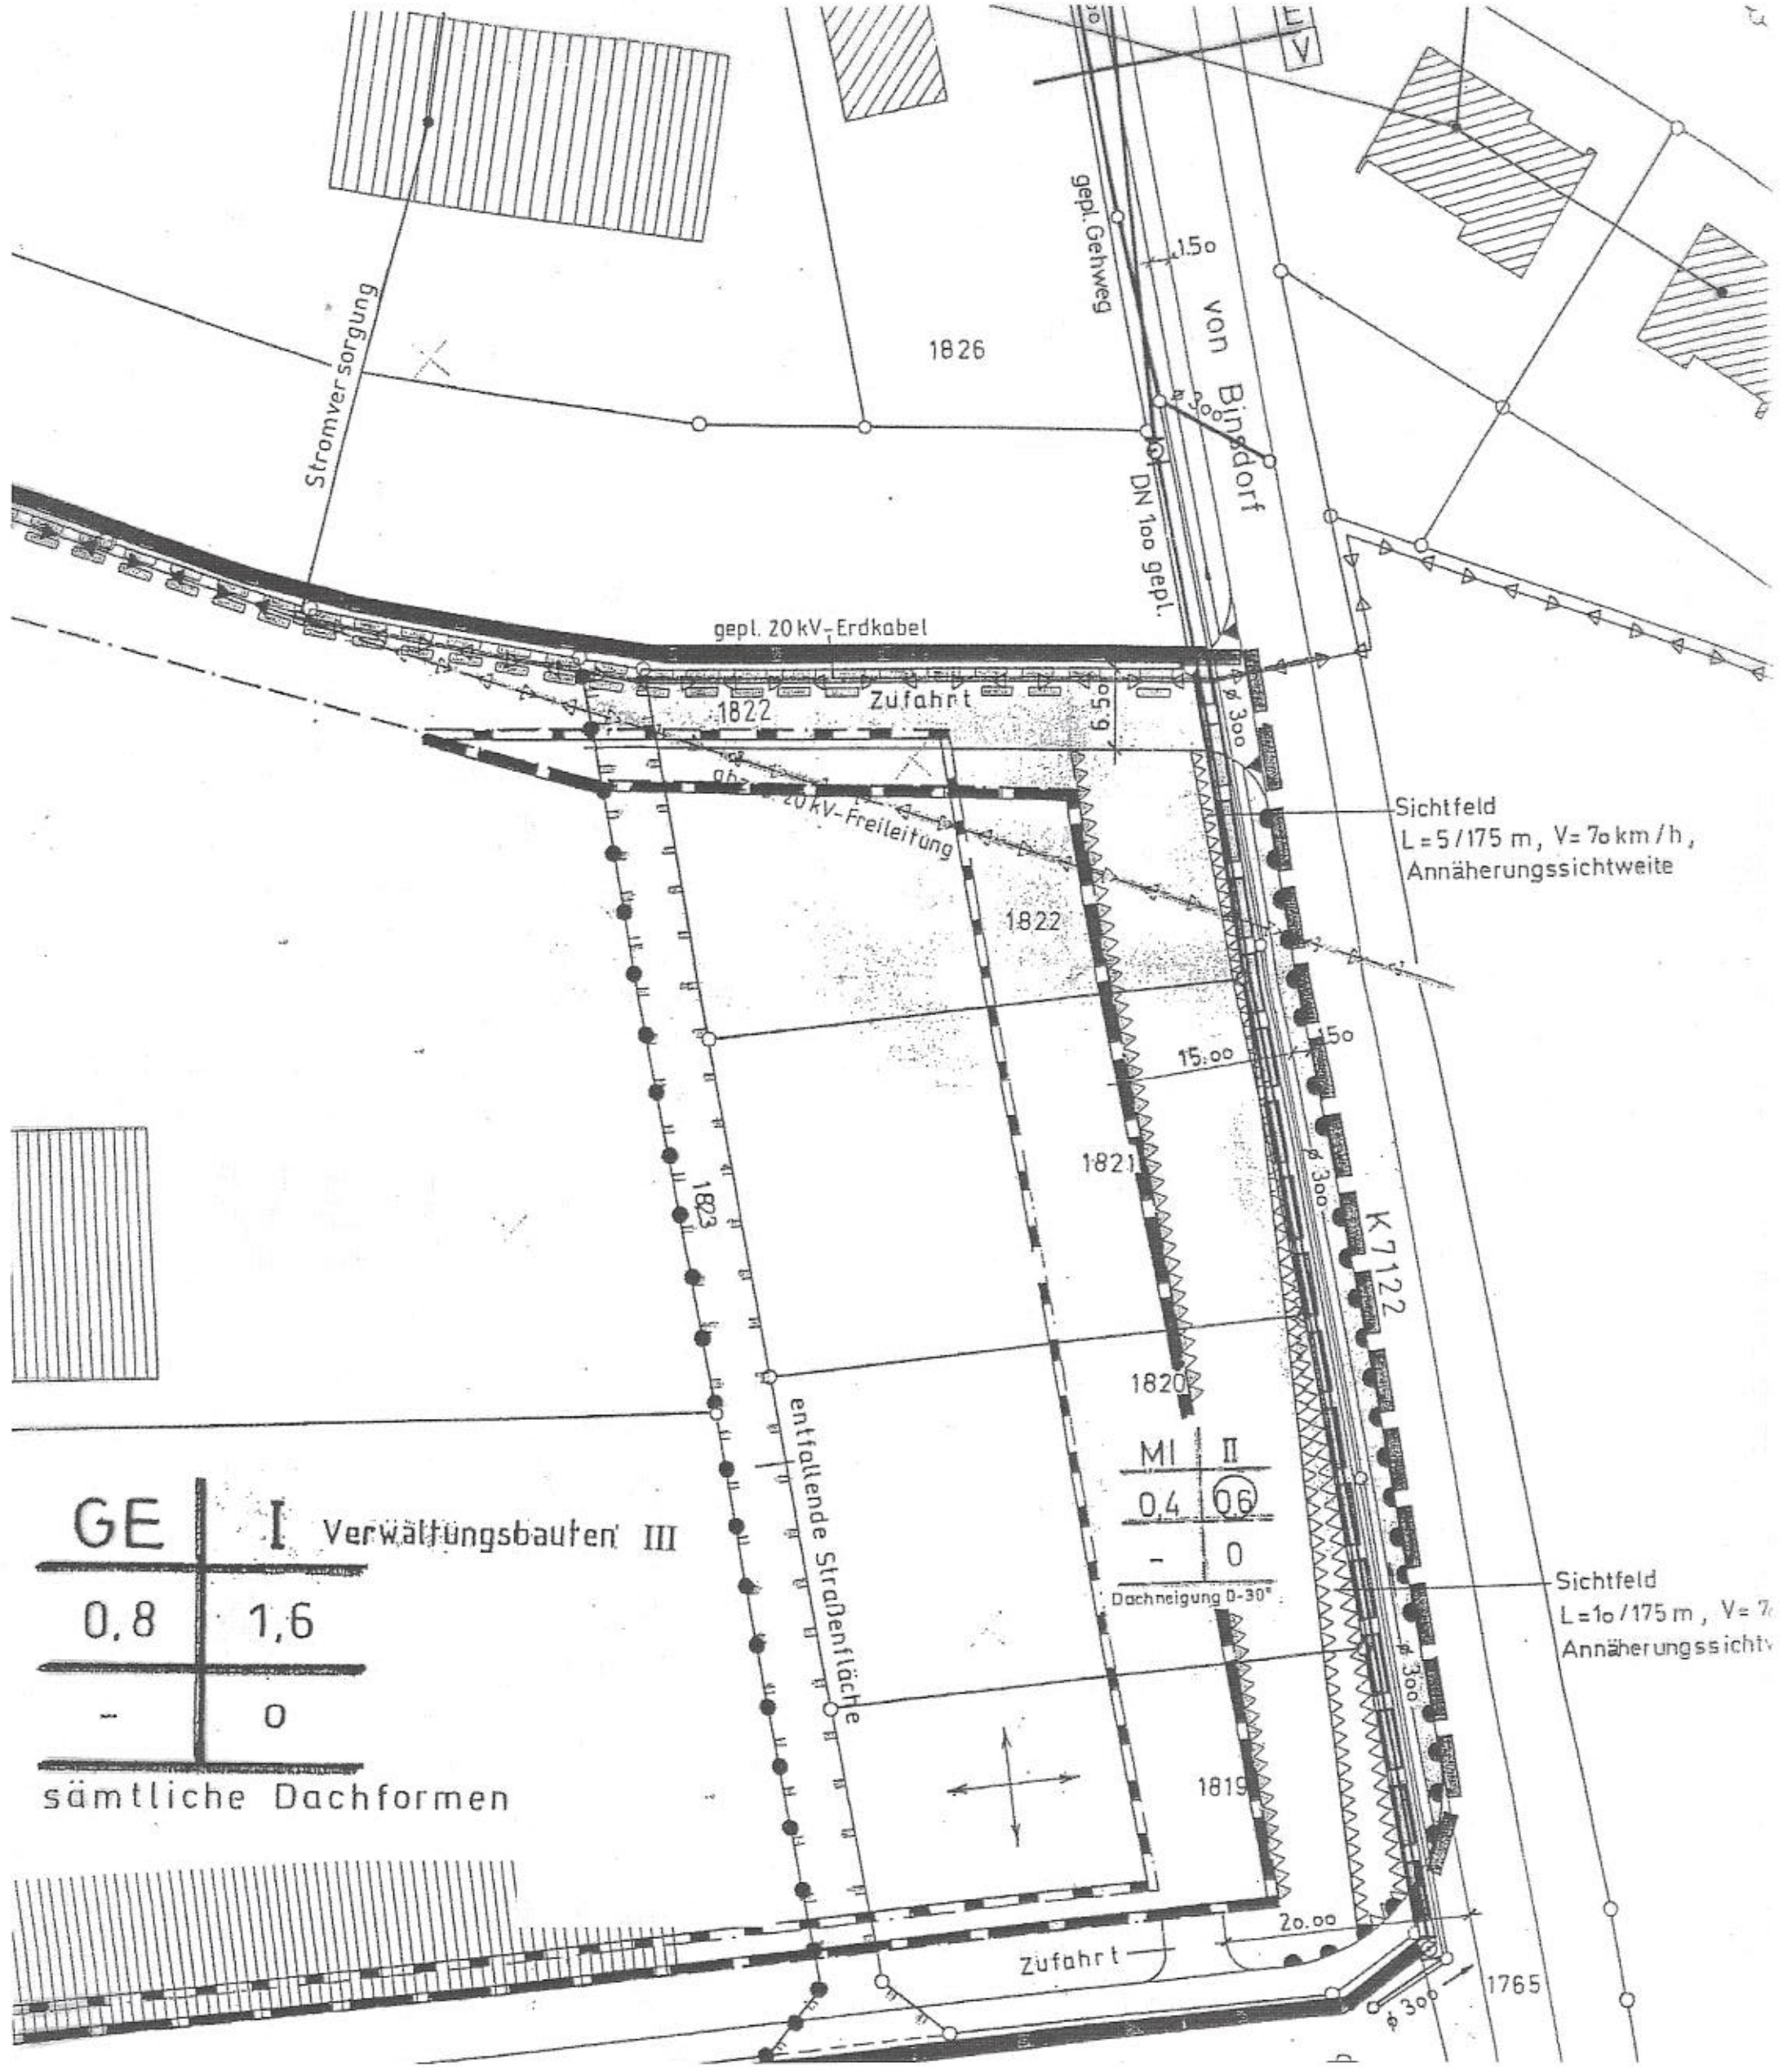 E
V
gepl. Gehweg
1.50
von Binsdorf
1826
Stromversorgung
φ 300
DN 100 gepl.
gepl. 20 kV-Erdkabel
Zufahrt
1822
6.50
φ 300
20 kV-Freileitung
Sichtfeld
L = 5/175 m, V = 70 km/h,
Annäherungssichtweite
1822
15.00
1.50
1821
φ 300
1823
K 7122
1820
entfallende Straßenfläche
MI II
0,4 0,6
- 0
Dachneigung 0-30°
GE I Verwaltungsbauten III
0,8 1,6
- o
sämtliche Dachformen
Sichtfeld
L = 10/175 m, V = 7
Annäherungssicht
φ 300
1819
20.00
Zufahrt
φ 300
1765